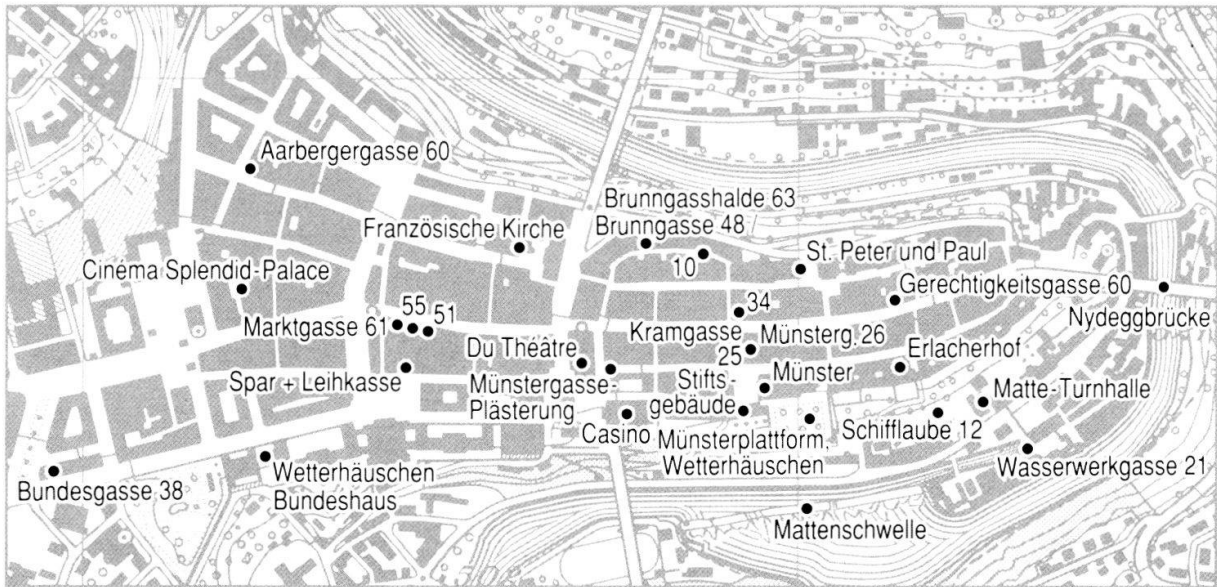 Aarbergergasse 60
Brunngasshalde 63
Französische Kirche
Brunngasse 48
10
St. Peter und Paul
Cinéma Splendid-Palace
Gerechtigkeitsgasse 60
55
51
34
Marktgasse 61
Kramgasse
Münsterg. 26
Nydeggbrücke
Du Théâtre
25
Erlacherhof
Spar + Leihkasse
Münstergasse-
Plästerung
Stifts-
gebäude
Münster
Matte-Turnhalle
Casino
Münsterplattform,
Wetterhäuschen
Schifflaube 12
Wetterhäuschen
Bundeshaus
Wasserwerkgasse 21
Bundesgasse 38
Mattenschwelle